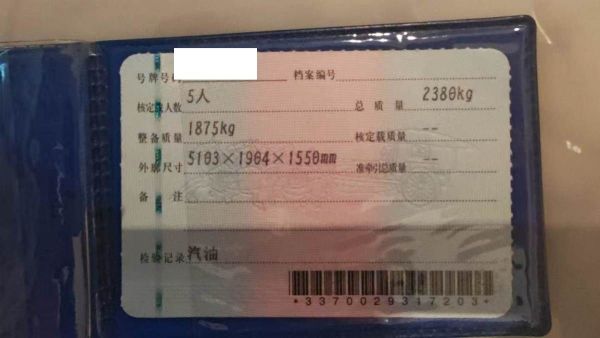 号牌号码 档案编号
核定载人数 5人 总质量 2380kg
整备质量 1875kg 核定载质量 --
外廓尺寸 5103×1904×1550mm 准牵引总质量 --
备注
检验记录 汽油
*3370029317203*